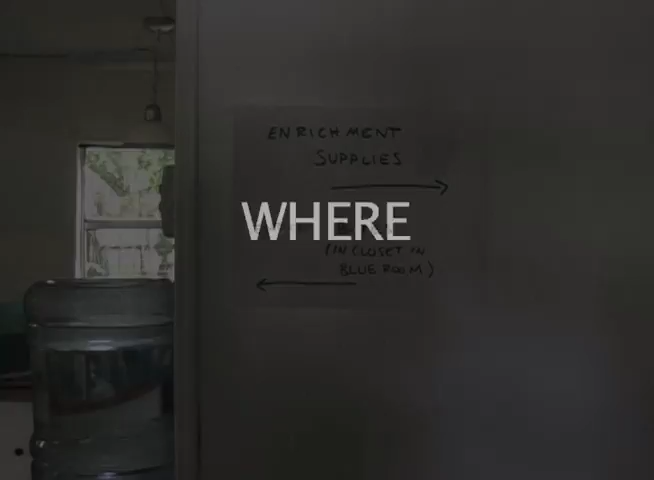 ENRICHMENT
SUPPLIES
WHERE
(IN CLOSET IN
BLUE ROOM)